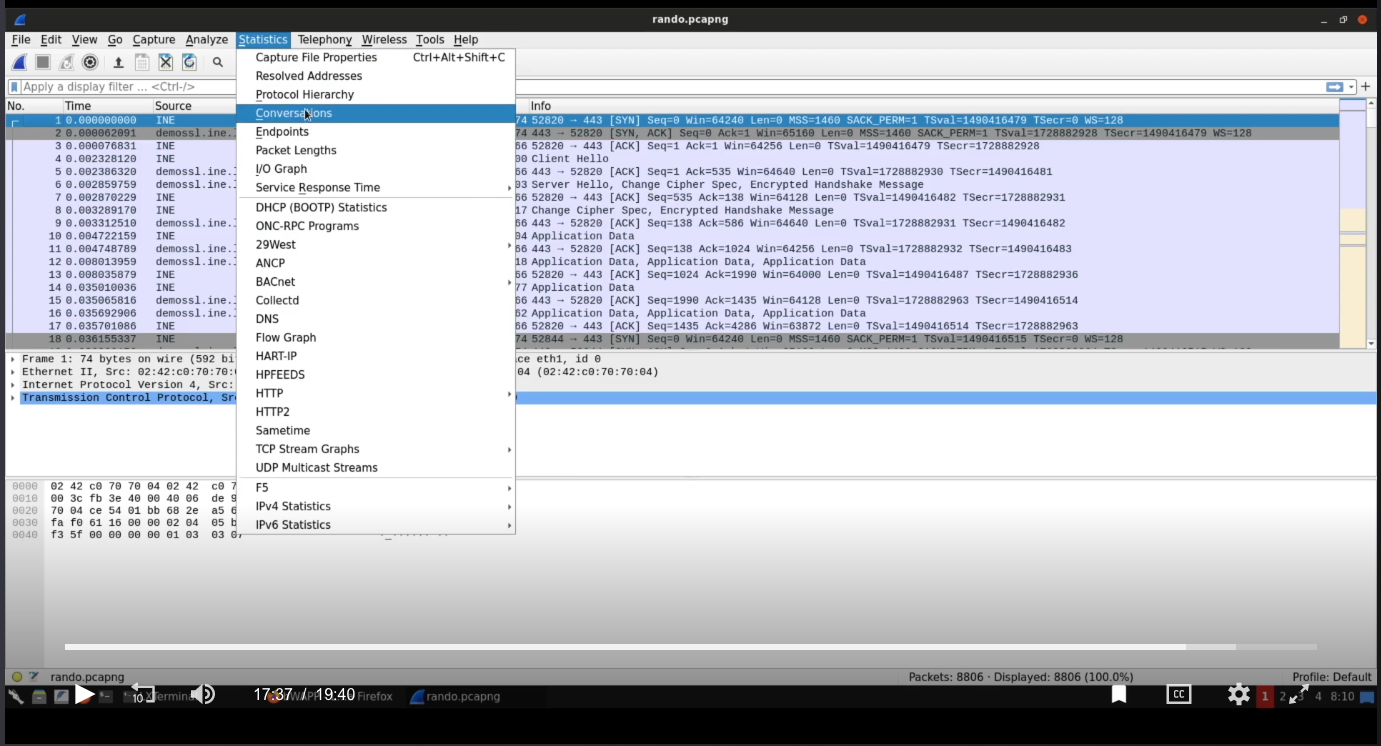 rando.pcapng
File Edit View Go Capture Analyze Statistics Telephony Wireless Tools Help
Apply a display filter ... <Ctrl-/>
No. Time Source Info
Capture File Properties Ctrl+Alt+Shift+C
Resolved Addresses
Protocol Hierarchy
Conversations
Endpoints
Packet Lengths
I/O Graph
Service Response Time
DHCP (BOOTP) Statistics
ONC-RPC Programs
29West
ANCP
BACnet
Collectd
DNS
Flow Graph
HART-IP
HPFEEDS
HTTP
HTTP2
Sametime
TCP Stream Graphs
UDP Multicast Streams
F5
IPv4 Statistics
IPv6 Statistics
1 0.000000000 INE 74 52820 → 443 [SYN] Seq=0 Win=64240 Len=0 MSS=1460 SACK_PERM=1 TSval=1490416479 TSecr=0 WS=128
2 0.000062091 demossl.ine. 74 443 → 52820 [SYN, ACK] Seq=0 Ack=1 Win=65160 Len=0 MSS=1460 SACK_PERM=1 TSval=1728882928 TSecr=1490416479 WS=128
3 0.000076831 INE 66 52820 → 443 [ACK] Seq=1 Ack=1 Win=64256 Len=0 TSval=1490416479 TSecr=1728882928
4 0.002328120 INE 00 Client Hello
5 0.002386320 demossl.ine. 66 443 → 52820 [ACK] Seq=1 Ack=535 Win=64640 Len=0 TSval=1728882930 TSecr=1490416481
6 0.002859759 demossl.ine. 03 Server Hello, Change Cipher Spec, Encrypted Handshake Message
7 0.002870229 INE 66 52820 → 443 [ACK] Seq=535 Ack=138 Win=64128 Len=0 TSval=1490416482 TSecr=1728882931
8 0.003289170 INE 17 Change Cipher Spec, Encrypted Handshake Message
9 0.003312510 demossl.ine. 66 443 → 52820 [ACK] Seq=138 Ack=586 Win=64640 Len=0 TSval=1728882931 TSecr=1490416482
10 0.004722159 INE 04 Application Data
11 0.004748789 demossl.ine. 66 443 → 52820 [ACK] Seq=138 Ack=1024 Win=64256 Len=0 TSval=1728882932 TSecr=1490416483
12 0.008013959 demossl.ine. 18 Application Data, Application Data, Application Data
13 0.008035879 INE 66 52820 → 443 [ACK] Seq=1024 Ack=1990 Win=64000 Len=0 TSval=1490416487 TSecr=1728882936
14 0.035010036 INE 77 Application Data
15 0.035065816 demossl.ine. 66 443 → 52820 [ACK] Seq=1990 Ack=1435 Win=64128 Len=0 TSval=1728882963 TSecr=1490416514
16 0.035692906 demossl.ine. 62 Application Data, Application Data, Application Data
17 0.035701086 INE 66 52820 → 443 [ACK] Seq=1435 Ack=4286 Win=63872 Len=0 TSval=1490416514 TSecr=1728882963
18 0.036155337 INE 74 52844 → 443 [SYN] Seq=0 Win=64240 Len=0 MSS=1460 SACK_PERM=1 TSval=1490416515 TSecr=0 WS=128
Frame 1: 74 bytes on wire (592 bi ce eth1, id 0
Ethernet II, Src: 02:42:c0:70:70: 04 (02:42:c0:70:70:04)
Internet Protocol Version 4, Src:
Transmission Control Protocol, Sr
0000 02 42 c0 70 70 04 02 42 c0 7
0010 00 3c fb 3e 40 00 40 06 de 9
0020 70 04 ce 54 01 bb 68 2e a5 6
0030 fa f0 61 16 00 00 02 04 05 b
0040 f3 5f 00 00 00 00 01 03 03 07
rando.pcapng Packets: 8806 · Displayed: 8806 (100.0%) Profile: Default
10 17:37 / 19:40 Firefox rando.pcapng CC 1 2 3 4 8:10